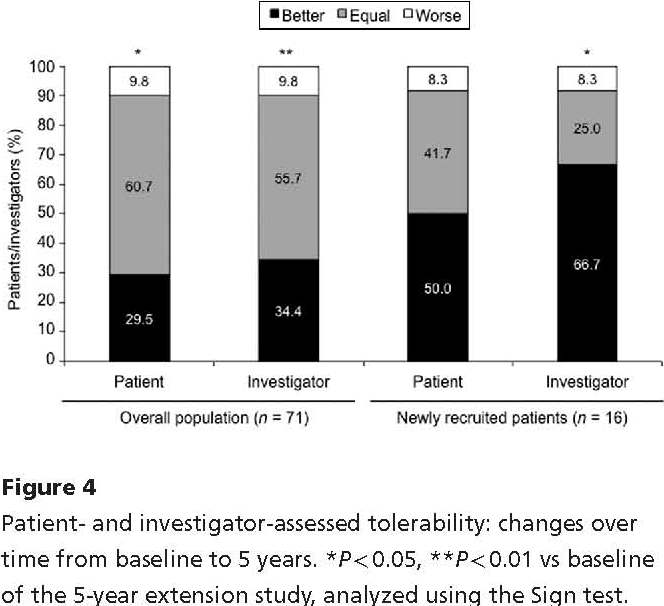 Better Equal Worse
* ** *
100
90
80
70
60
50
40
30
20
10
0
Patients/investigators (%)
9.8 9.8 8.3 8.3
60.7 55.7 41.7 25.0
29.5 34.4 50.0 66.7
Patient Investigator Patient Investigator
Overall population (n = 71) Newly recruited patients (n = 16)
Figure 4
Patient- and investigator-assessed tolerability: changes over
time from baseline to 5 years. *P<0.05, **P<0.01 vs baseline
of the 5-year extension study, analyzed using the Sign test.